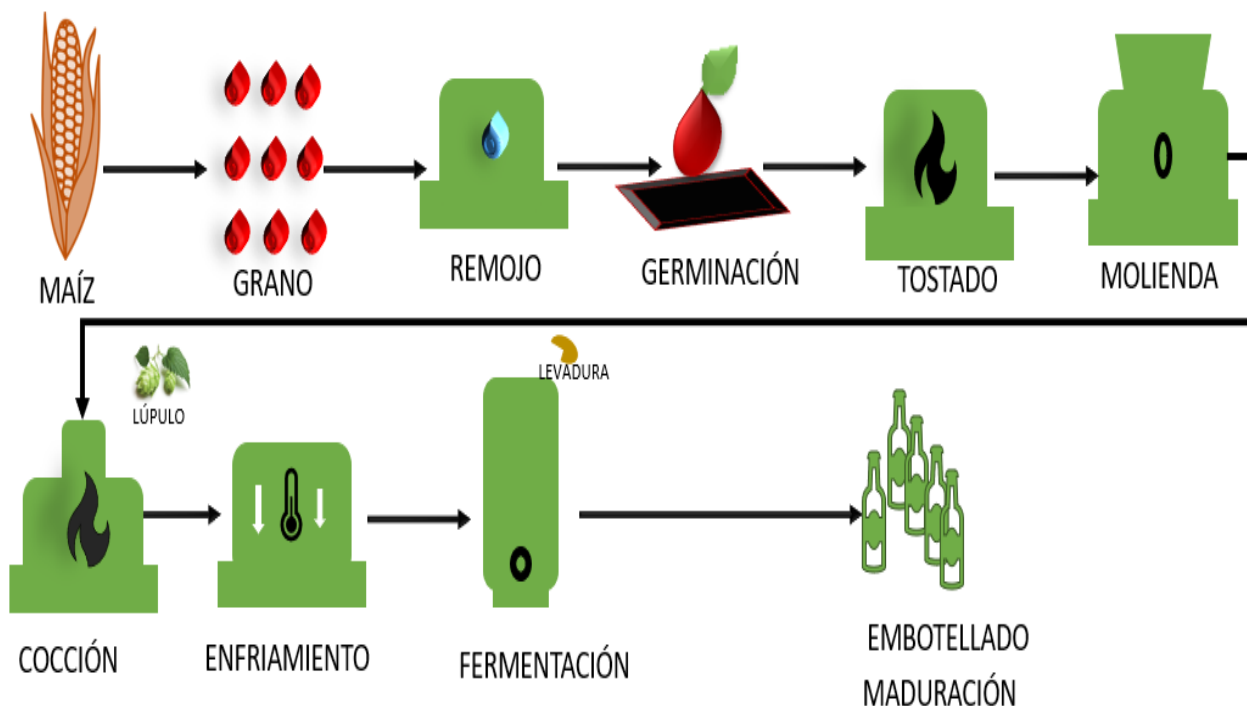 MAÍZ
GRANO
REMOJO
GERMINACIÓN
TOSTADO
MOLIENDA
LÚPULO
LEVADURA
COCCIÓN
ENFRIAMIENTO
FERMENTACIÓN
EMBOTELLADO
MADURACIÓN